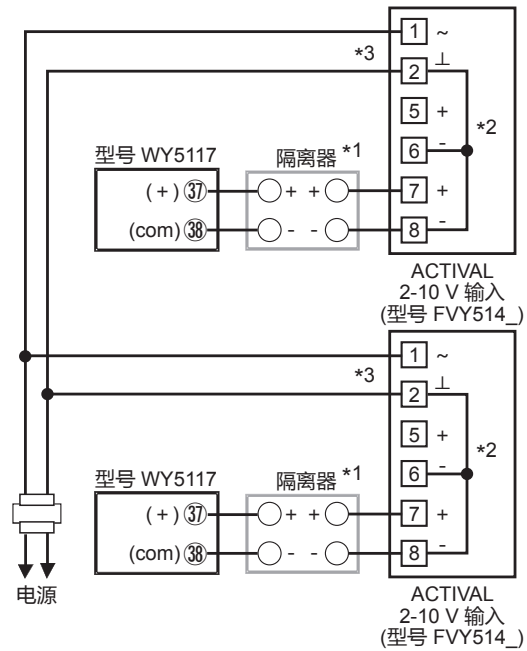 1 ~
*3
2 ⊥
5 +
*2
6 -
型号 WY5117
隔离器 *1
(+) ㊲ + + 7 +
(com) ㊳ - - 8 -
ACTIVAL
2-10 V 输入
(型号 FVY514_)
1 ~
*3
2 ⊥
5 +
*2
6 -
型号 WY5117
隔离器 *1
(+) ㊲ + + 7 +
(com) ㊳ - - 8 -
电源
ACTIVAL
2-10 V 输入
(型号 FVY514_)